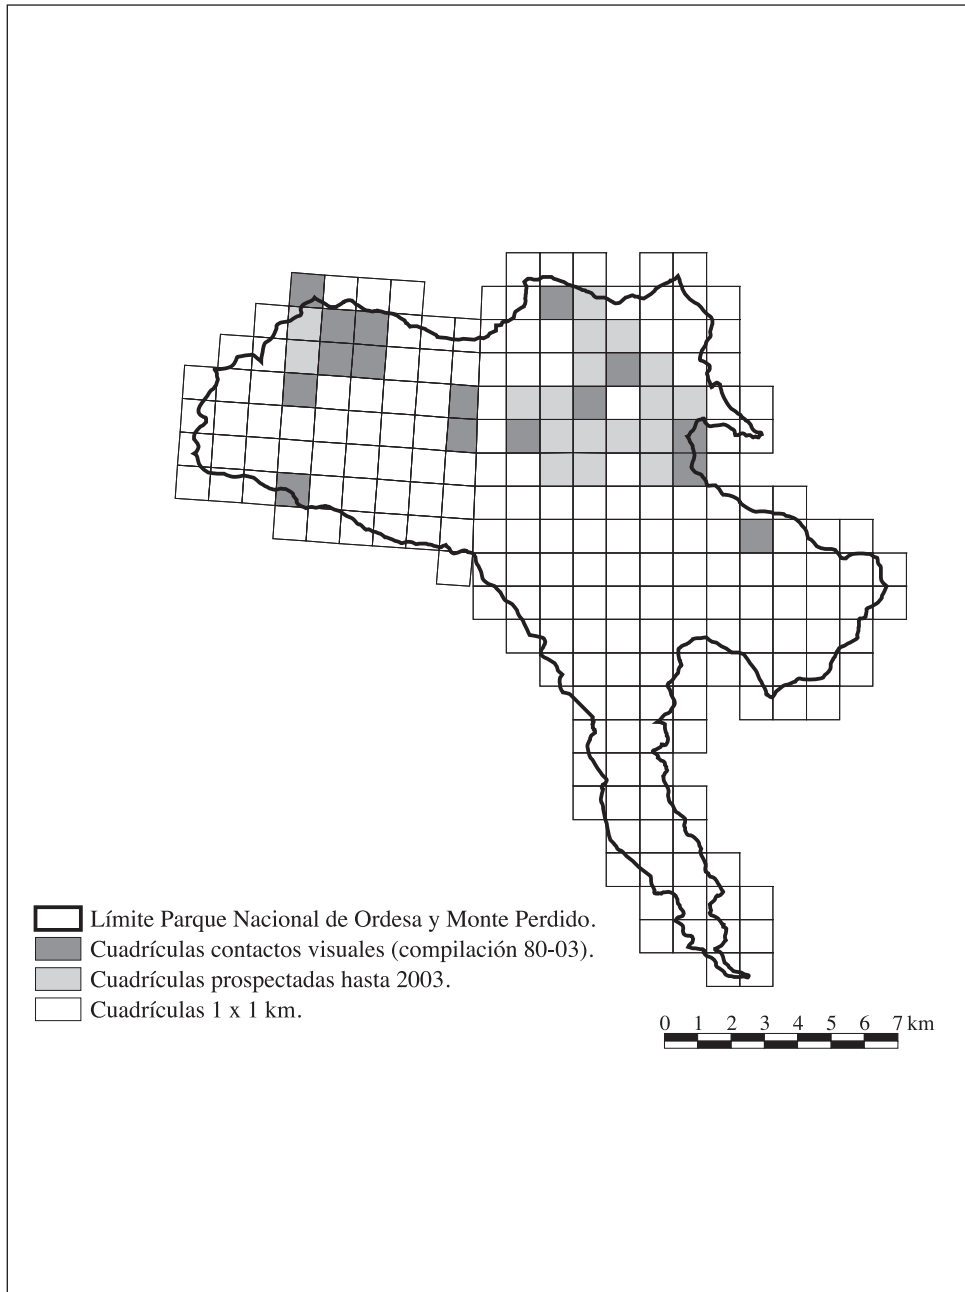 Límite Parque Nacional de Ordesa y Monte Perdido.
Cuadrículas contactos visuales (compilación 80-03).
Cuadrículas prospectadas hasta 2003.
Cuadrículas 1 x 1 km.
0 1 2 3 4 5 6 7 km